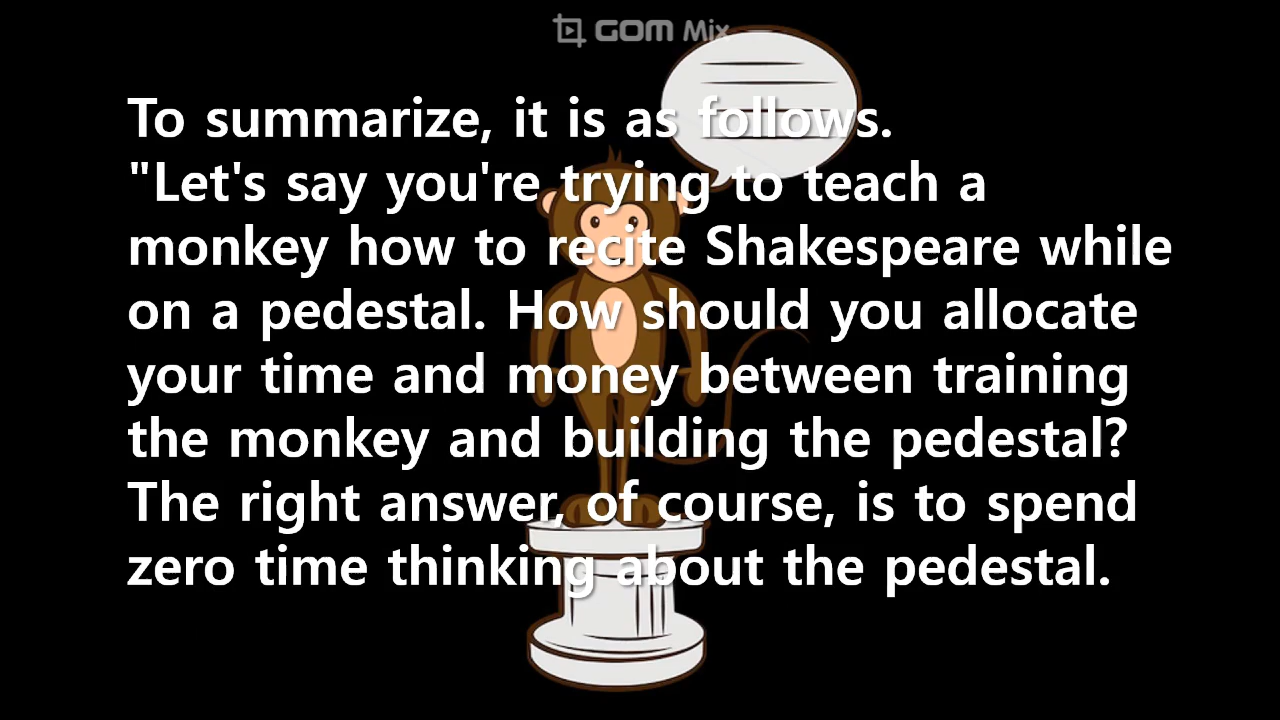 GOM Mix
To summarize, it is as follows.
"Let's say you're trying to teach a
monkey how to recite Shakespeare while
on a pedestal. How should you allocate
your time and money between training
the monkey and building the pedestal?
The right answer, of course, is to spend
zero time thinking about the pedestal.